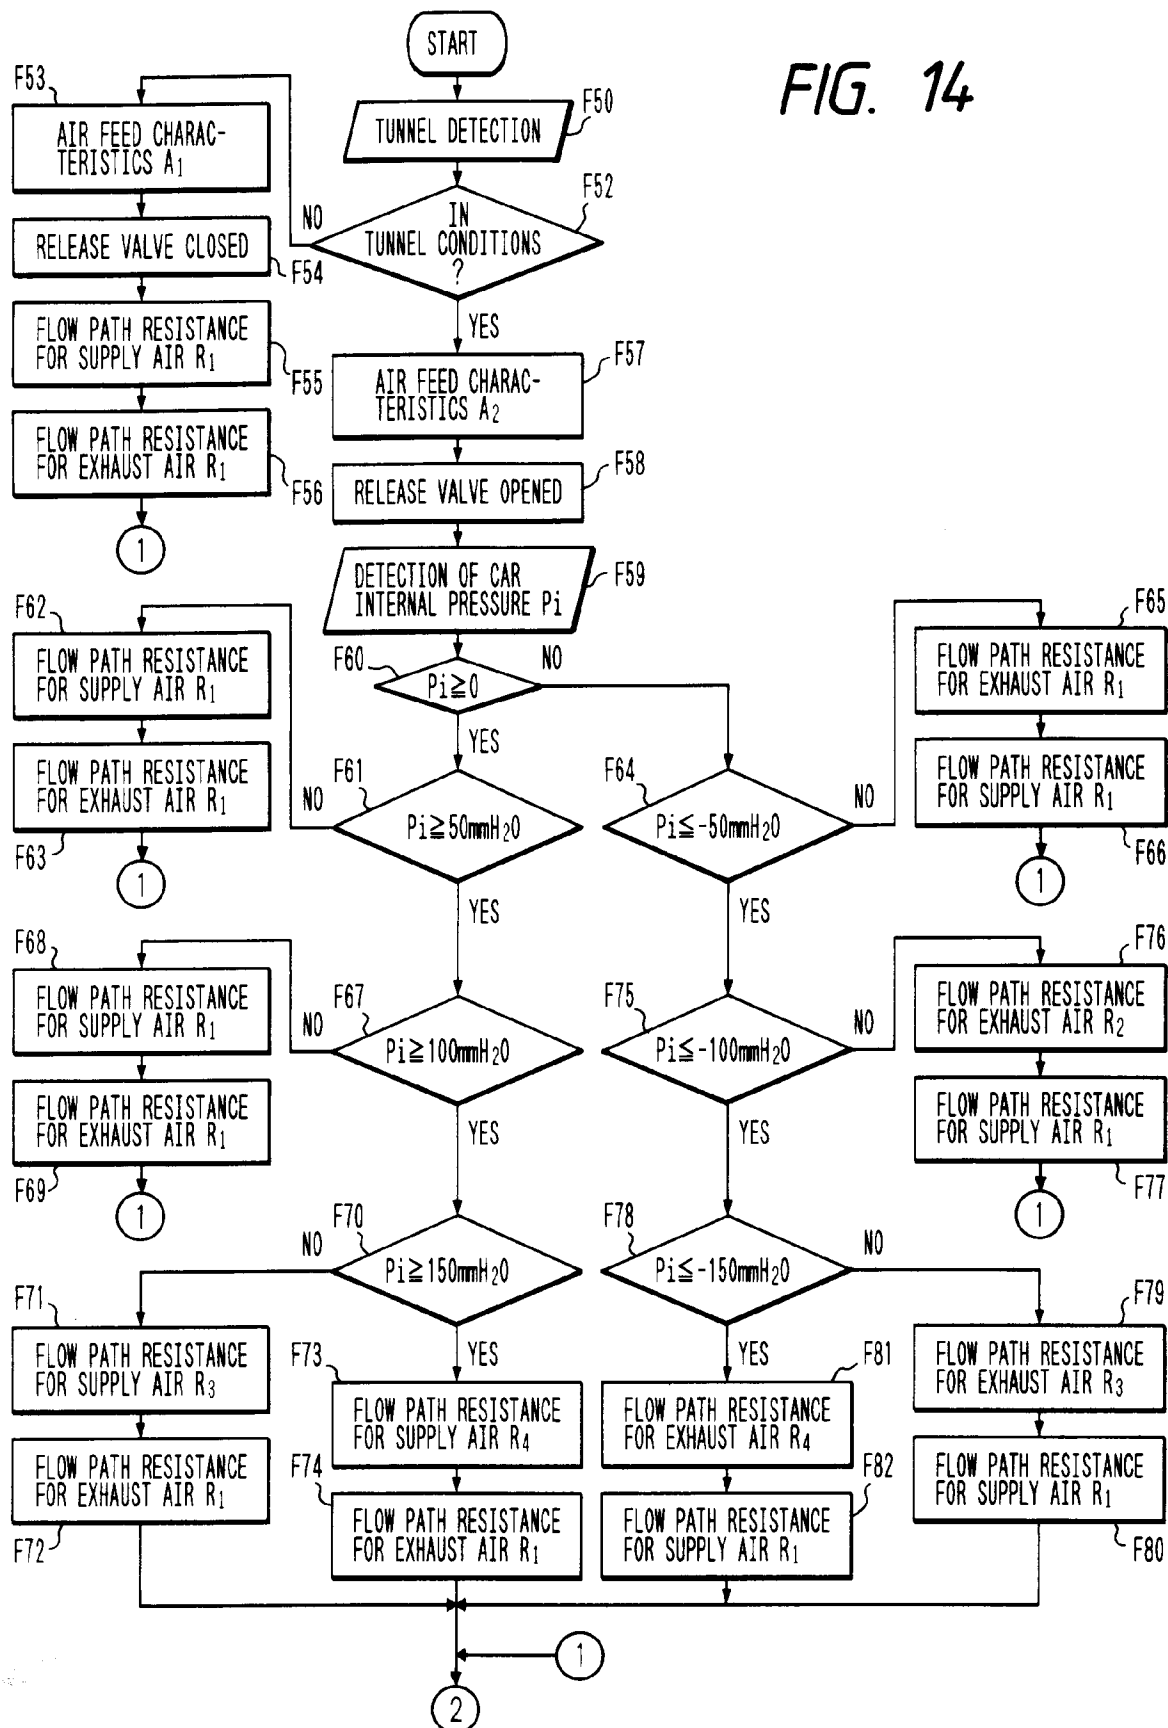 FIG. 14
START
F50
TUNNEL DETECTION
F52
IN
TUNNEL CONDITIONS
?
NO
YES
F53
AIR FEED CHARAC-
TERISTICS A1
RELEASE VALVE CLOSED
F54
FLOW PATH RESISTANCE
FOR SUPPLY AIR R1
F55
FLOW PATH RESISTANCE
FOR EXHAUST AIR R1
F56
1
F57
AIR FEED CHARAC-
TERISTICS A2
F58
RELEASE VALVE OPENED
F59
DETECTION OF CAR
INTERNAL PRESSURE Pi
F60
Pi≧0
NO
YES
F61
Pi≧50mmH2O
NO
YES
F62
FLOW PATH RESISTANCE
FOR SUPPLY AIR R1
FLOW PATH RESISTANCE
FOR EXHAUST AIR R1
F63
1
F64
Pi≦-50mmH2O
NO
YES
F65
FLOW PATH RESISTANCE
FOR EXHAUST AIR R1
FLOW PATH RESISTANCE
FOR SUPPLY AIR R1
F66
1
F67
Pi≧100mmH2O
NO
YES
F68
FLOW PATH RESISTANCE
FOR SUPPLY AIR R1
FLOW PATH RESISTANCE
FOR EXHAUST AIR R1
F69
1
F75
Pi≦-100mmH2O
NO
YES
F76
FLOW PATH RESISTANCE
FOR EXHAUST AIR R2
FLOW PATH RESISTANCE
FOR SUPPLY AIR R1
F77
1
F70
Pi≧150mmH2O
NO
YES
F71
FLOW PATH RESISTANCE
FOR SUPPLY AIR R3
FLOW PATH RESISTANCE
FOR EXHAUST AIR R1
F72
F73
FLOW PATH RESISTANCE
FOR SUPPLY AIR R4
F74
FLOW PATH RESISTANCE
FOR EXHAUST AIR R1
F78
Pi≦-150mmH2O
NO
YES
F81
FLOW PATH RESISTANCE
FOR EXHAUST AIR R4
F82
FLOW PATH RESISTANCE
FOR SUPPLY AIR R1
F79
FLOW PATH RESISTANCE
FOR EXHAUST AIR R3
FLOW PATH RESISTANCE
FOR SUPPLY AIR R1
F80
1
2